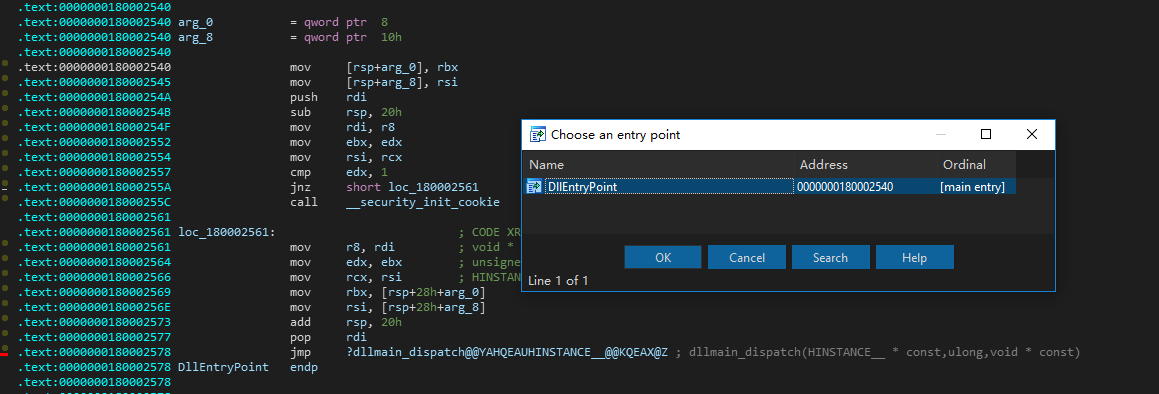 .text:0000000180002540
.text:0000000180002540 arg_0 = qword ptr 8
.text:0000000180002540 arg_8 = qword ptr 10h
.text:0000000180002540
.text:0000000180002540 mov [rsp+arg_0], rbx
.text:0000000180002545 mov [rsp+arg_8], rsi
.text:000000018000254A push rdi
.text:000000018000254B sub rsp, 20h
.text:000000018000254F mov rdi, r8
.text:0000000180002552 mov ebx, edx
.text:0000000180002554 mov rsi, rcx
.text:0000000180002557 cmp edx, 1
.text:000000018000255A jnz short loc_180002561
.text:000000018000255C call __security_init_cookie
.text:0000000180002561
.text:0000000180002561 loc_180002561: ; CODE XR
.text:0000000180002561 mov r8, rdi ; void *
.text:0000000180002564 mov edx, ebx ; unsigne
.text:0000000180002566 mov rcx, rsi ; HINSTAN
.text:0000000180002569 mov rbx, [rsp+28h+arg_0]
.text:000000018000256E mov rsi, [rsp+28h+arg_8]
.text:0000000180002573 add rsp, 20h
.text:0000000180002577 pop rdi
.text:0000000180002578 jmp ?dllmain_dispatch@@YAHQEAUHINSTANCE__@@KQEAX@Z ; dllmain_dispatch(HINSTANCE__ * const,ulong,void * const)
.text:0000000180002578 DllEntryPoint endp
.text:0000000180002578
Choose an entry point
Name Address Ordinal
DllEntryPoint 0000000180002540 [main entry]
OK Cancel Search Help
Line 1 of 1